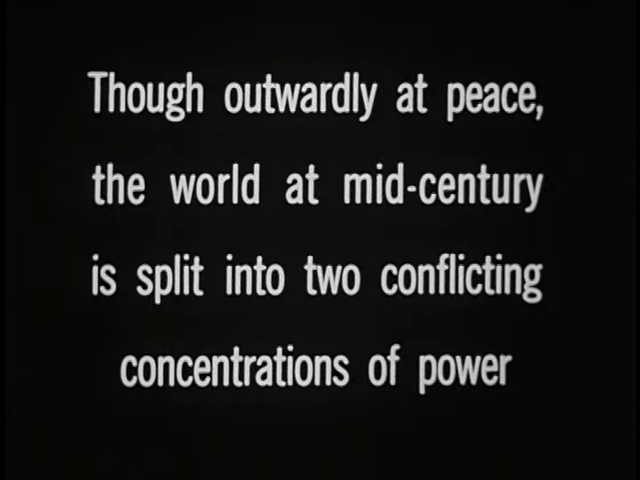 Though outwardly at peace,
the world at mid-century
is split into two conflicting
concentrations of power